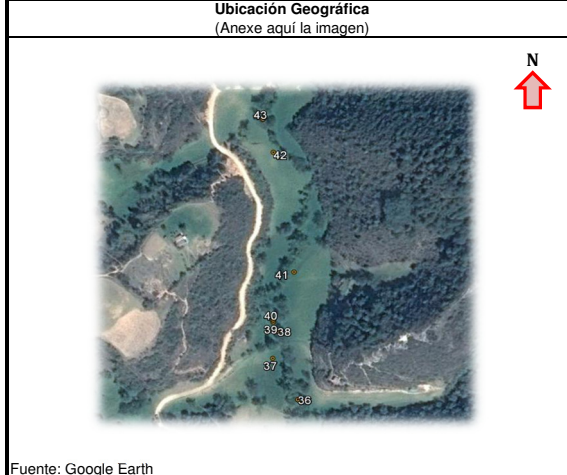 Ubicación Geográfica
(Anexe aquí la imagen)
N
43
42
41
40
39 38
37
36
Fuente: Google Earth